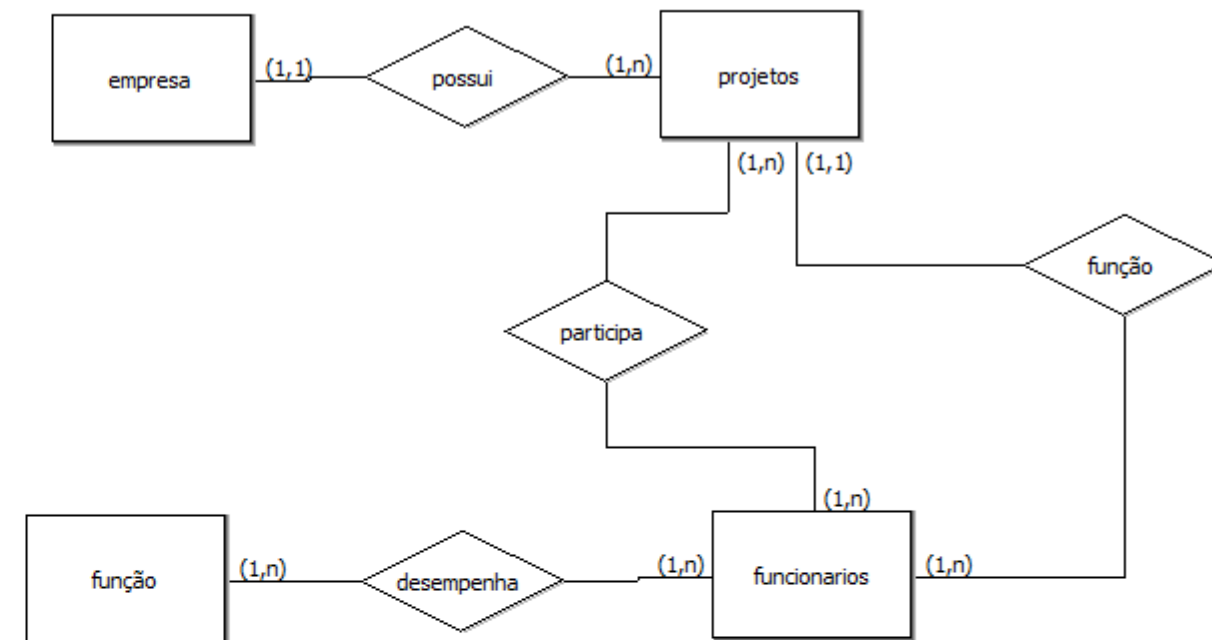 empresa
(1,1)
possui
(1,n)
projetos
(1,n)
(1,1)
função
participa
(1,n)
função
(1,n)
desempenha
(1,n)
funcionarios
(1,n)